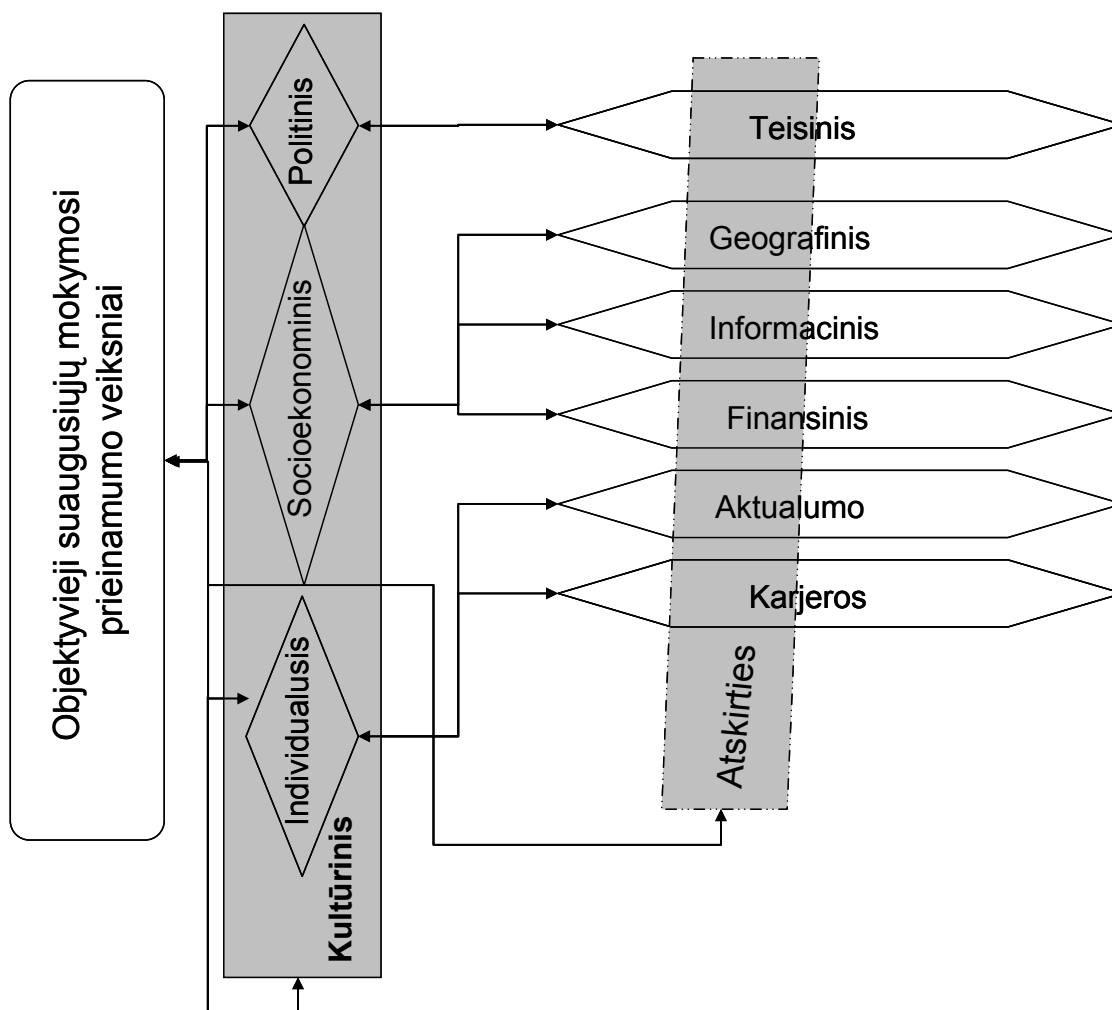 Objektyvieji suaugusiųjų mokymosi
prieinamumo veiksniai
Politinis
Socioekonominis
Individualusis
Kultūrinis
Teisinis
Geografinis
Informacinis
Finansinis
Aktualumo
Karjeros
Atskirties